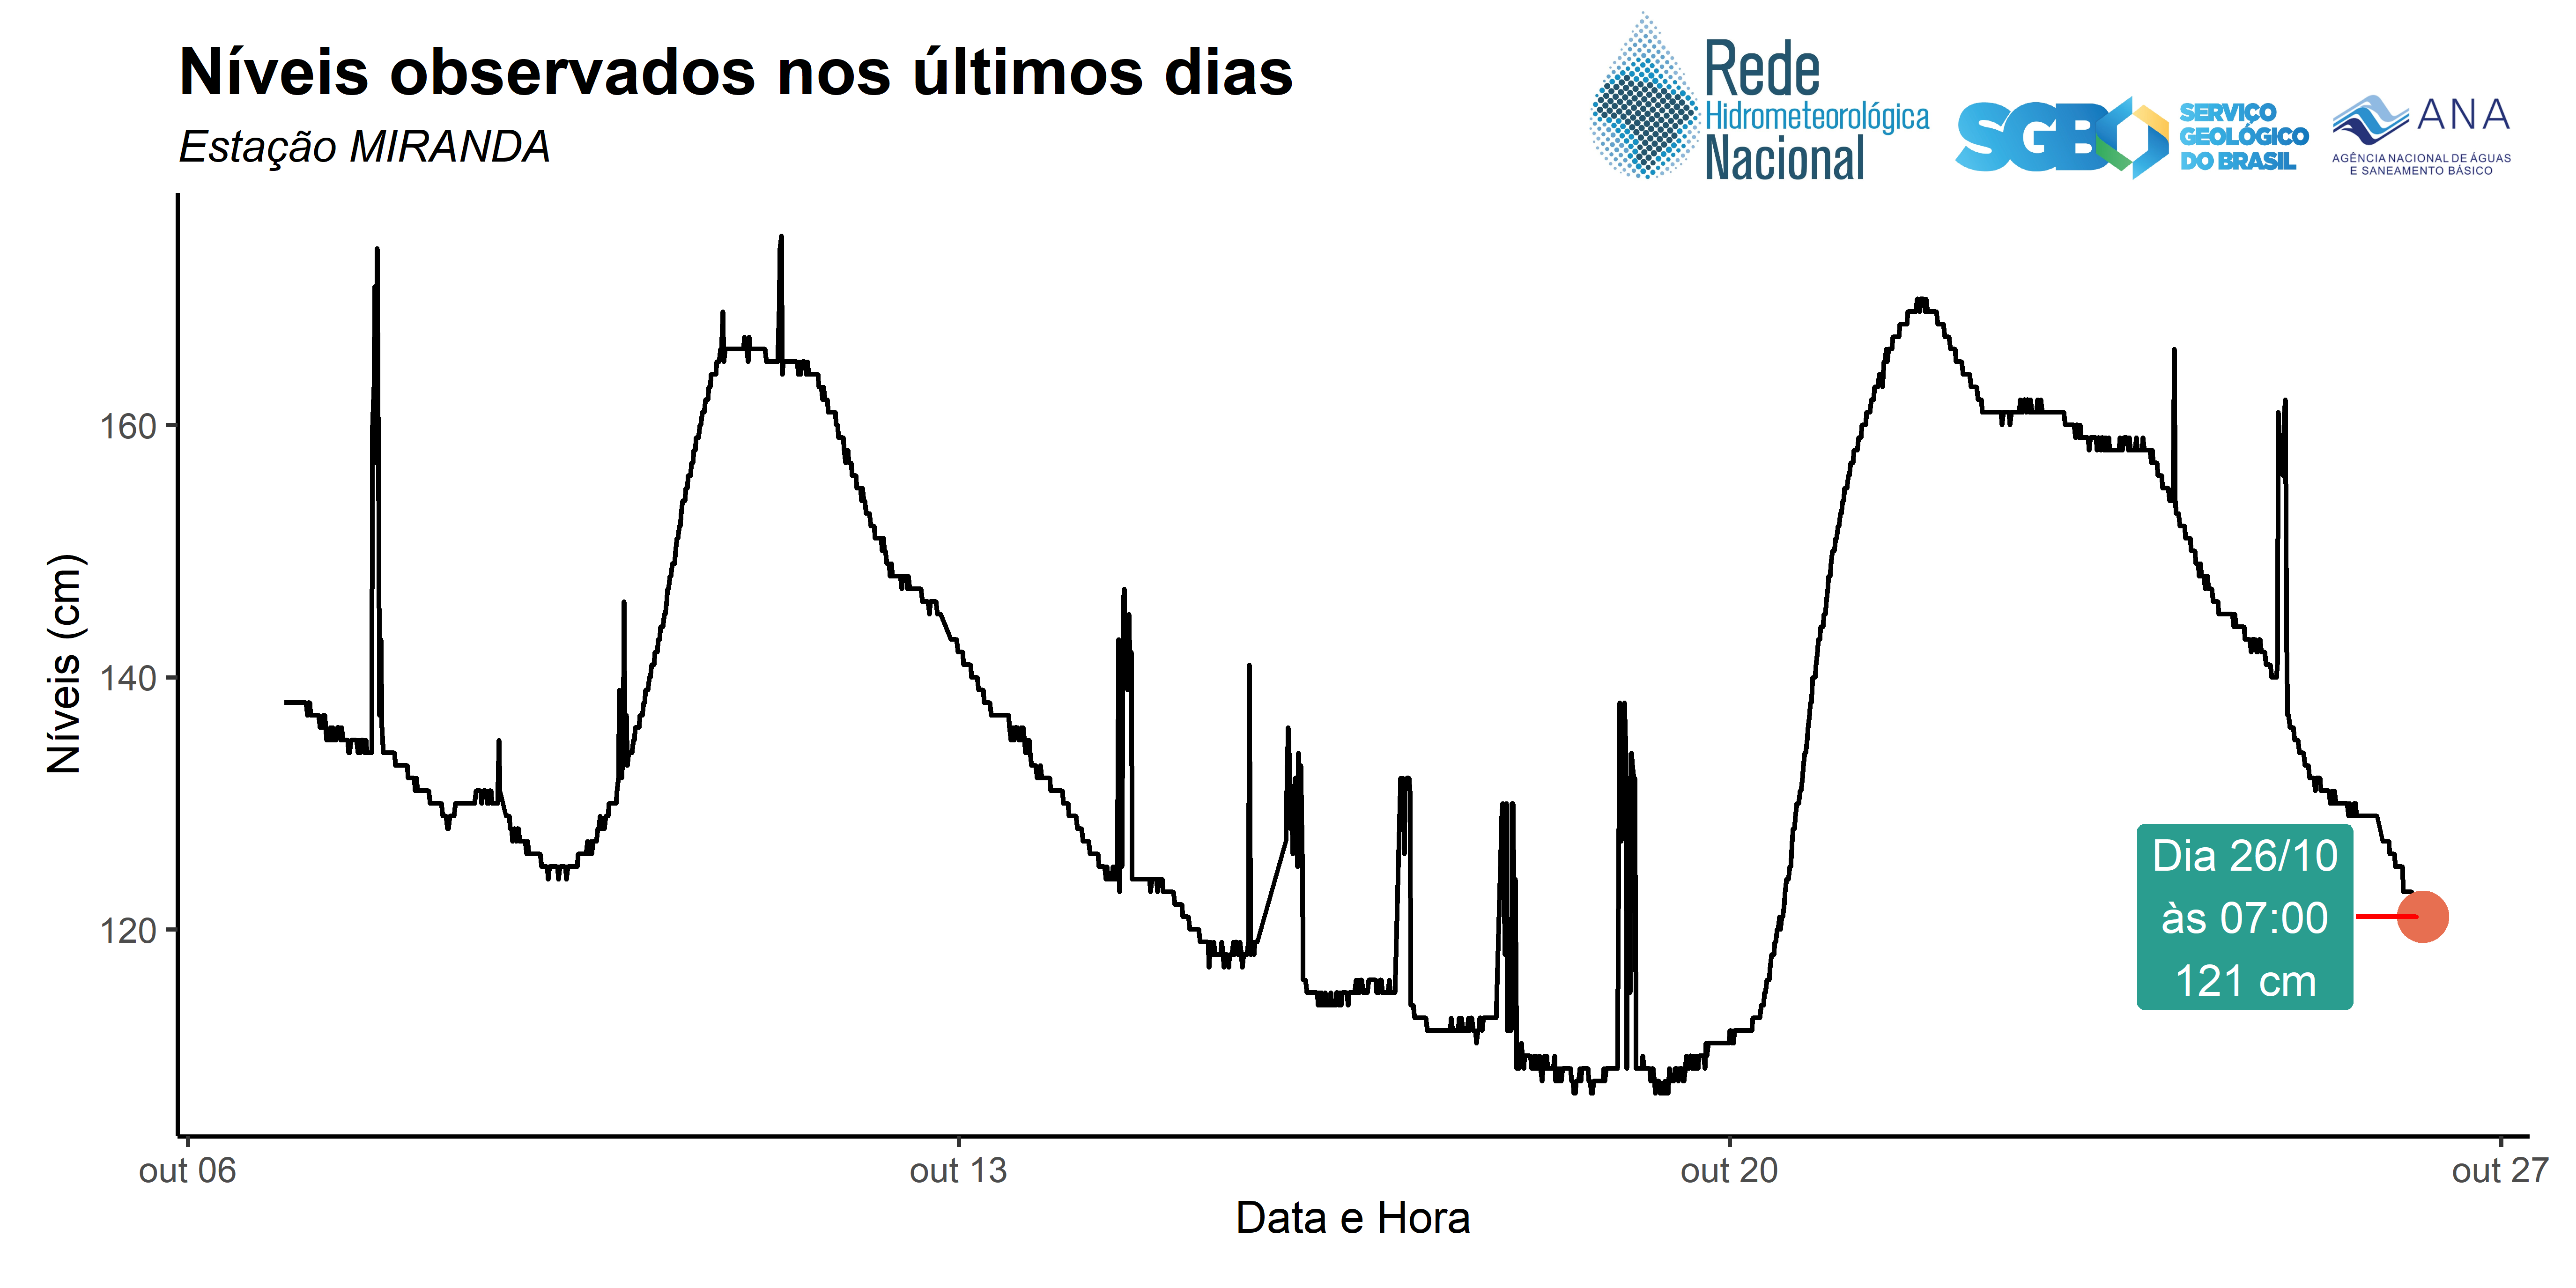 Níveis observados nos últimos dias
Estação MIRANDA
Rede
Hidrometeorológica
Nacional
SGB
SERVIÇO
GEOLÓGICO
DO BRASIL
ANA
AGÊNCIA NACIONAL DE ÁGUAS
E SANEAMENTO BÁSICO
Níveis (cm)
160
140
120
Dia 26/10
às 07:00
121 cm
out 06
out 13
out 20
out 27
Data e Hora